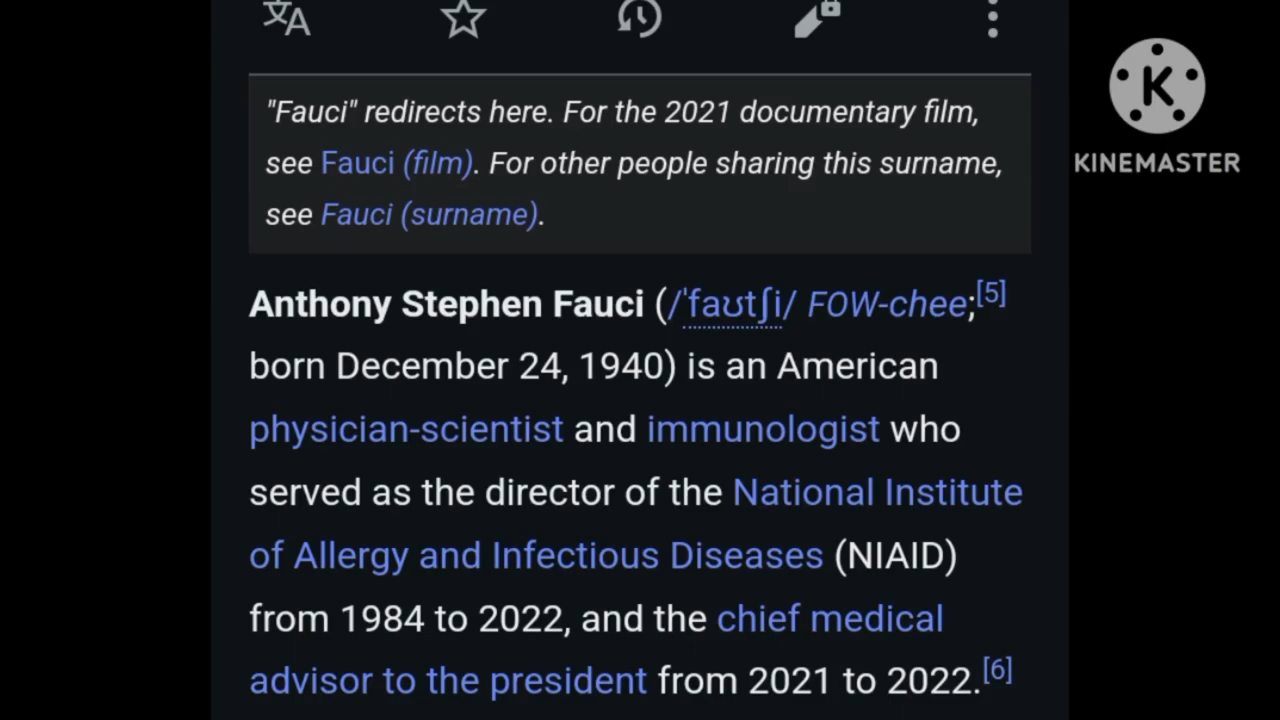 "Fauci" redirects here. For the 2021 documentary film,
see Fauci (film). For other people sharing this surname,
see Fauci (surname).
Anthony Stephen Fauci (/ˈfaʊtʃi/ FOW-chee;[5]
born December 24, 1940) is an American
physician-scientist and immunologist who
served as the director of the National Institute
of Allergy and Infectious Diseases (NIAID)
from 1984 to 2022, and the chief medical
advisor to the president from 2021 to 2022.[6]
K
KINEMASTER